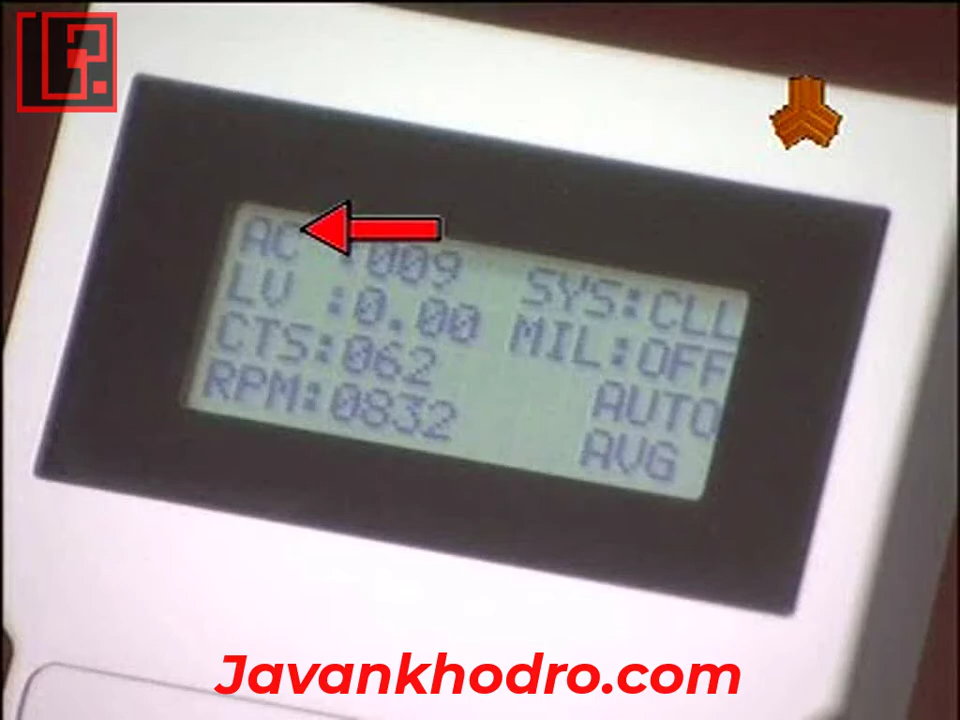 AC :009
LV :0.00 SYS:CLL
CTS:062 MIL:OFF
RPM:0832 AUTO
AVG
Javankhodro.com